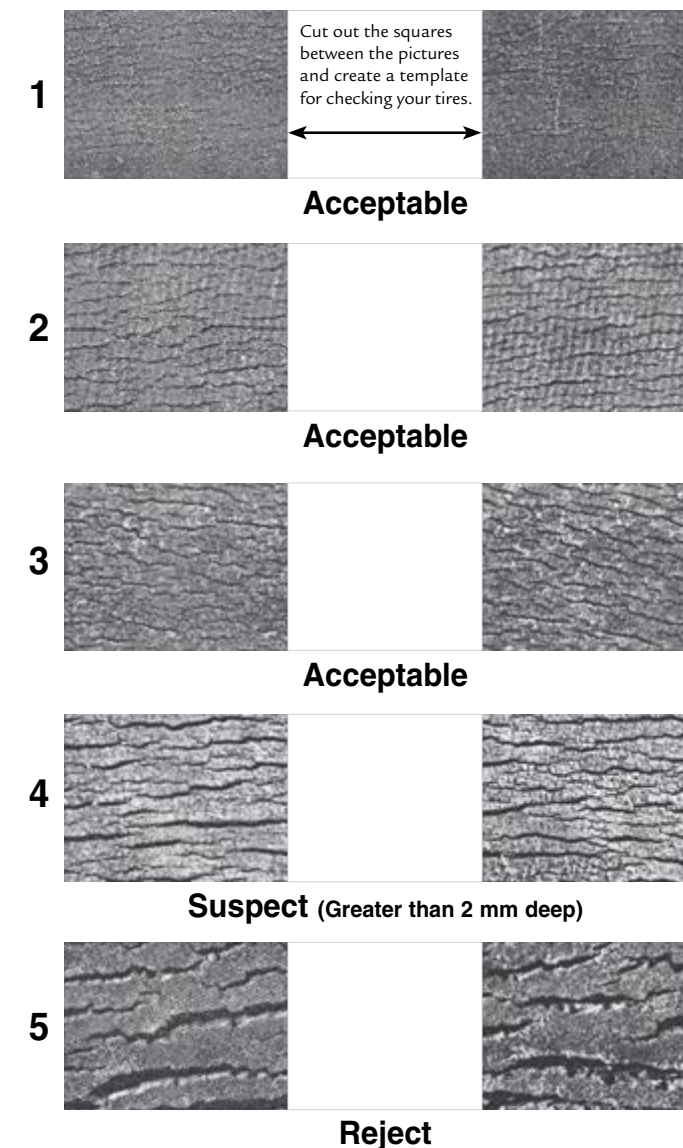 1
Cut out the squares
between the pictures
and create a template
for checking your tires.
Acceptable
2
Acceptable
3
Acceptable
4
Suspect (Greater than 2 mm deep)
5
Reject